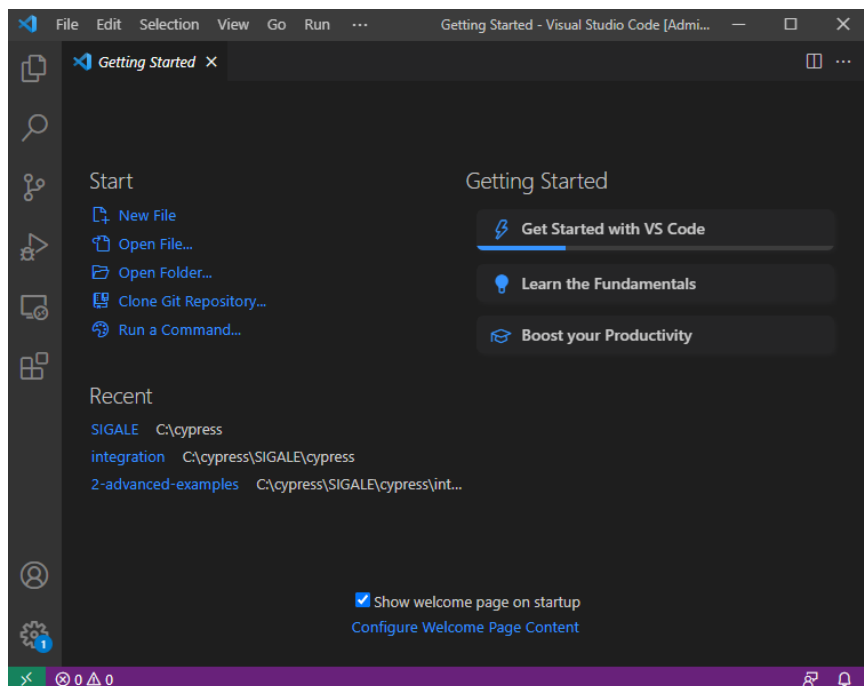 File Edit Selection View Go Run ··· Getting Started - Visual Studio Code [Admi...
Getting Started
Start
New File
Open File...
Open Folder...
Clone Git Repository...
Run a Command...
Recent
SIGALE C:\cypress
integration C:\cypress\SIGALE\cypress
2-advanced-examples C:\cypress\SIGALE\cypress\int...
Getting Started
Get Started with VS Code
Learn the Fundamentals
Boost your Productivity
Show welcome page on startup
Configure Welcome Page Content
1
0 0